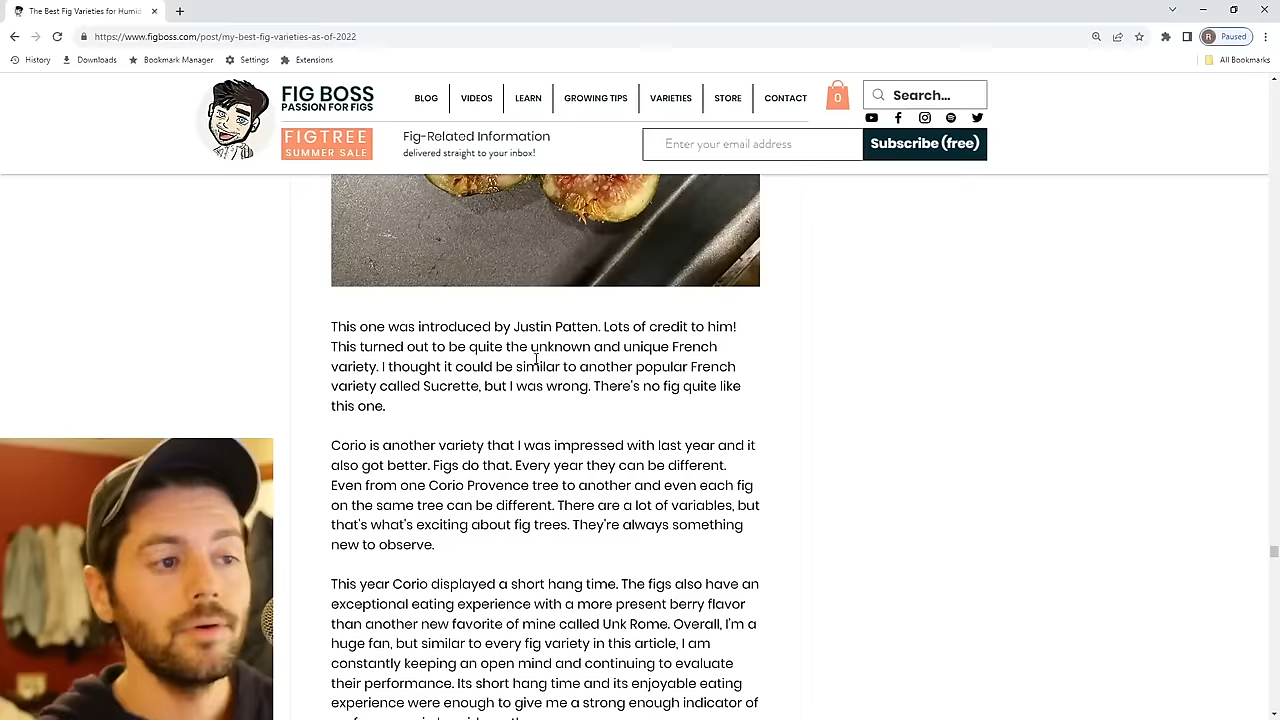 The Best Fig Varieties for Humid
https://www.figboss.com/post/my-best-fig-varieties-as-of-2022
R Paused
History Downloads Bookmark Manager Settings Extensions All Bookmarks
FIG BOSS
PASSION FOR FIGS
BLOG VIDEOS LEARN GROWING TIPS VARIETIES STORE CONTACT 0 Search...
FIGTREE
SUMMER SALE
Fig-Related Information
delivered straight to your inbox!
Enter your email address Subscribe (free)
This one was introduced by Justin Patten. Lots of credit to him!
This turned out to be quite the unknown and unique French
variety. I thought it could be similar to another popular French
variety called Sucrette, but I was wrong. There's no fig quite like
this one.
Corio is another variety that I was impressed with last year and it
also got better. Figs do that. Every year they can be different.
Even from one Corio Provence tree to another and even each fig
on the same tree can be different. There are a lot of variables, but
that's what's exciting about fig trees. They're always something
new to observe.
This year Corio displayed a short hang time. The figs also have an
exceptional eating experience with a more present berry flavor
than another new favorite of mine called Unk Rome. Overall, I'm a
huge fan, but similar to every fig variety in this article, I am
constantly keeping an open mind and continuing to evaluate
their performance. Its short hang time and its enjoyable eating
experience were enough to give me a strong enough indicator of